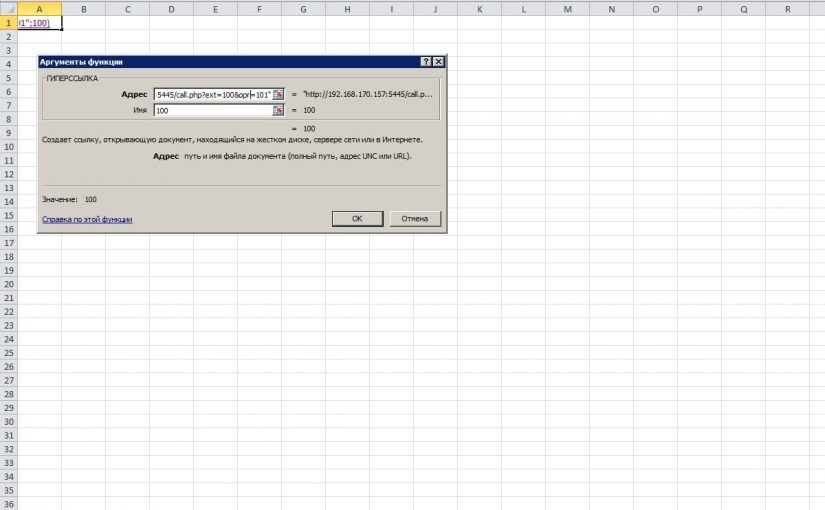 A B C D E F G H I J K L M N O P Q R
1 01";100)
2
3
4 Аргументы функции
5 ГИПЕРССЫЛКА
6 Адрес 5445/call.php?ext=100&opr=101" = "http://192.168.170.157:5445/call.p...
7 Имя 100 = 100
8 = 100
9 Создает ссылку, открывающую документ, находящийся на жестком диске, сервере сети или в Интернете.
10
11 Адрес путь и имя файла документа (полный путь, адрес UNC или URL).
12
13
14 Значение: 100
15 Справка по этой функции OK Отмена
16
17
18
19
20
21
22
23
24
25
26
27
28
29
30
31
32
33
34
35
36